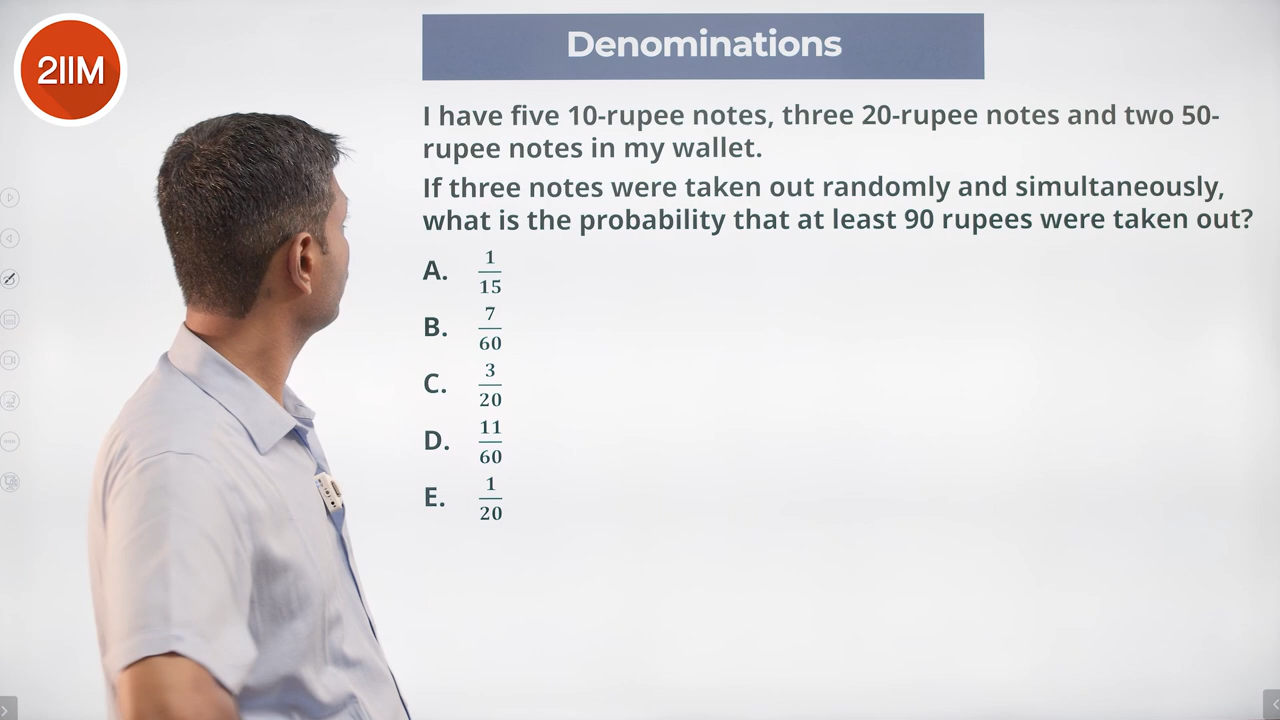 2IIM
Denominations
I have five 10-rupee notes, three 20-rupee notes and two 50-
rupee notes in my wallet.
If three notes were taken out randomly and simultaneously,
what is the probability that at least 90 rupees were taken out?
A. 1/15
B. 7/60
C. 3/20
D. 11/60
E. 1/20